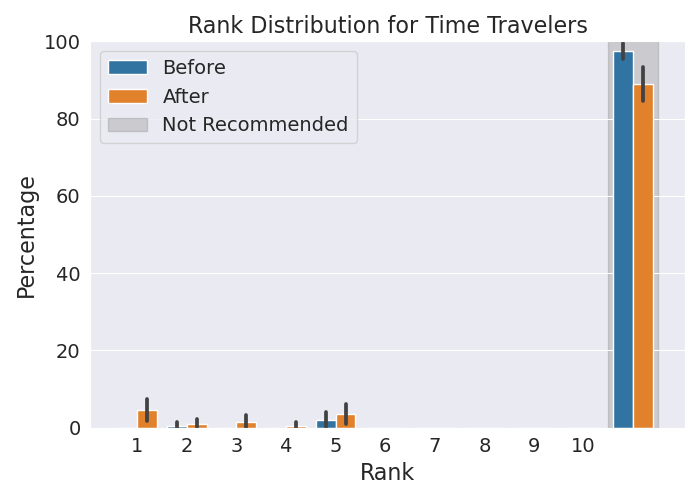 Rank Distribution for Time Travelers
Before
After
Not Recommended
Percentage
100
80
60
40
20
0
1 2 3 4 5 6 7 8 9 10
Rank